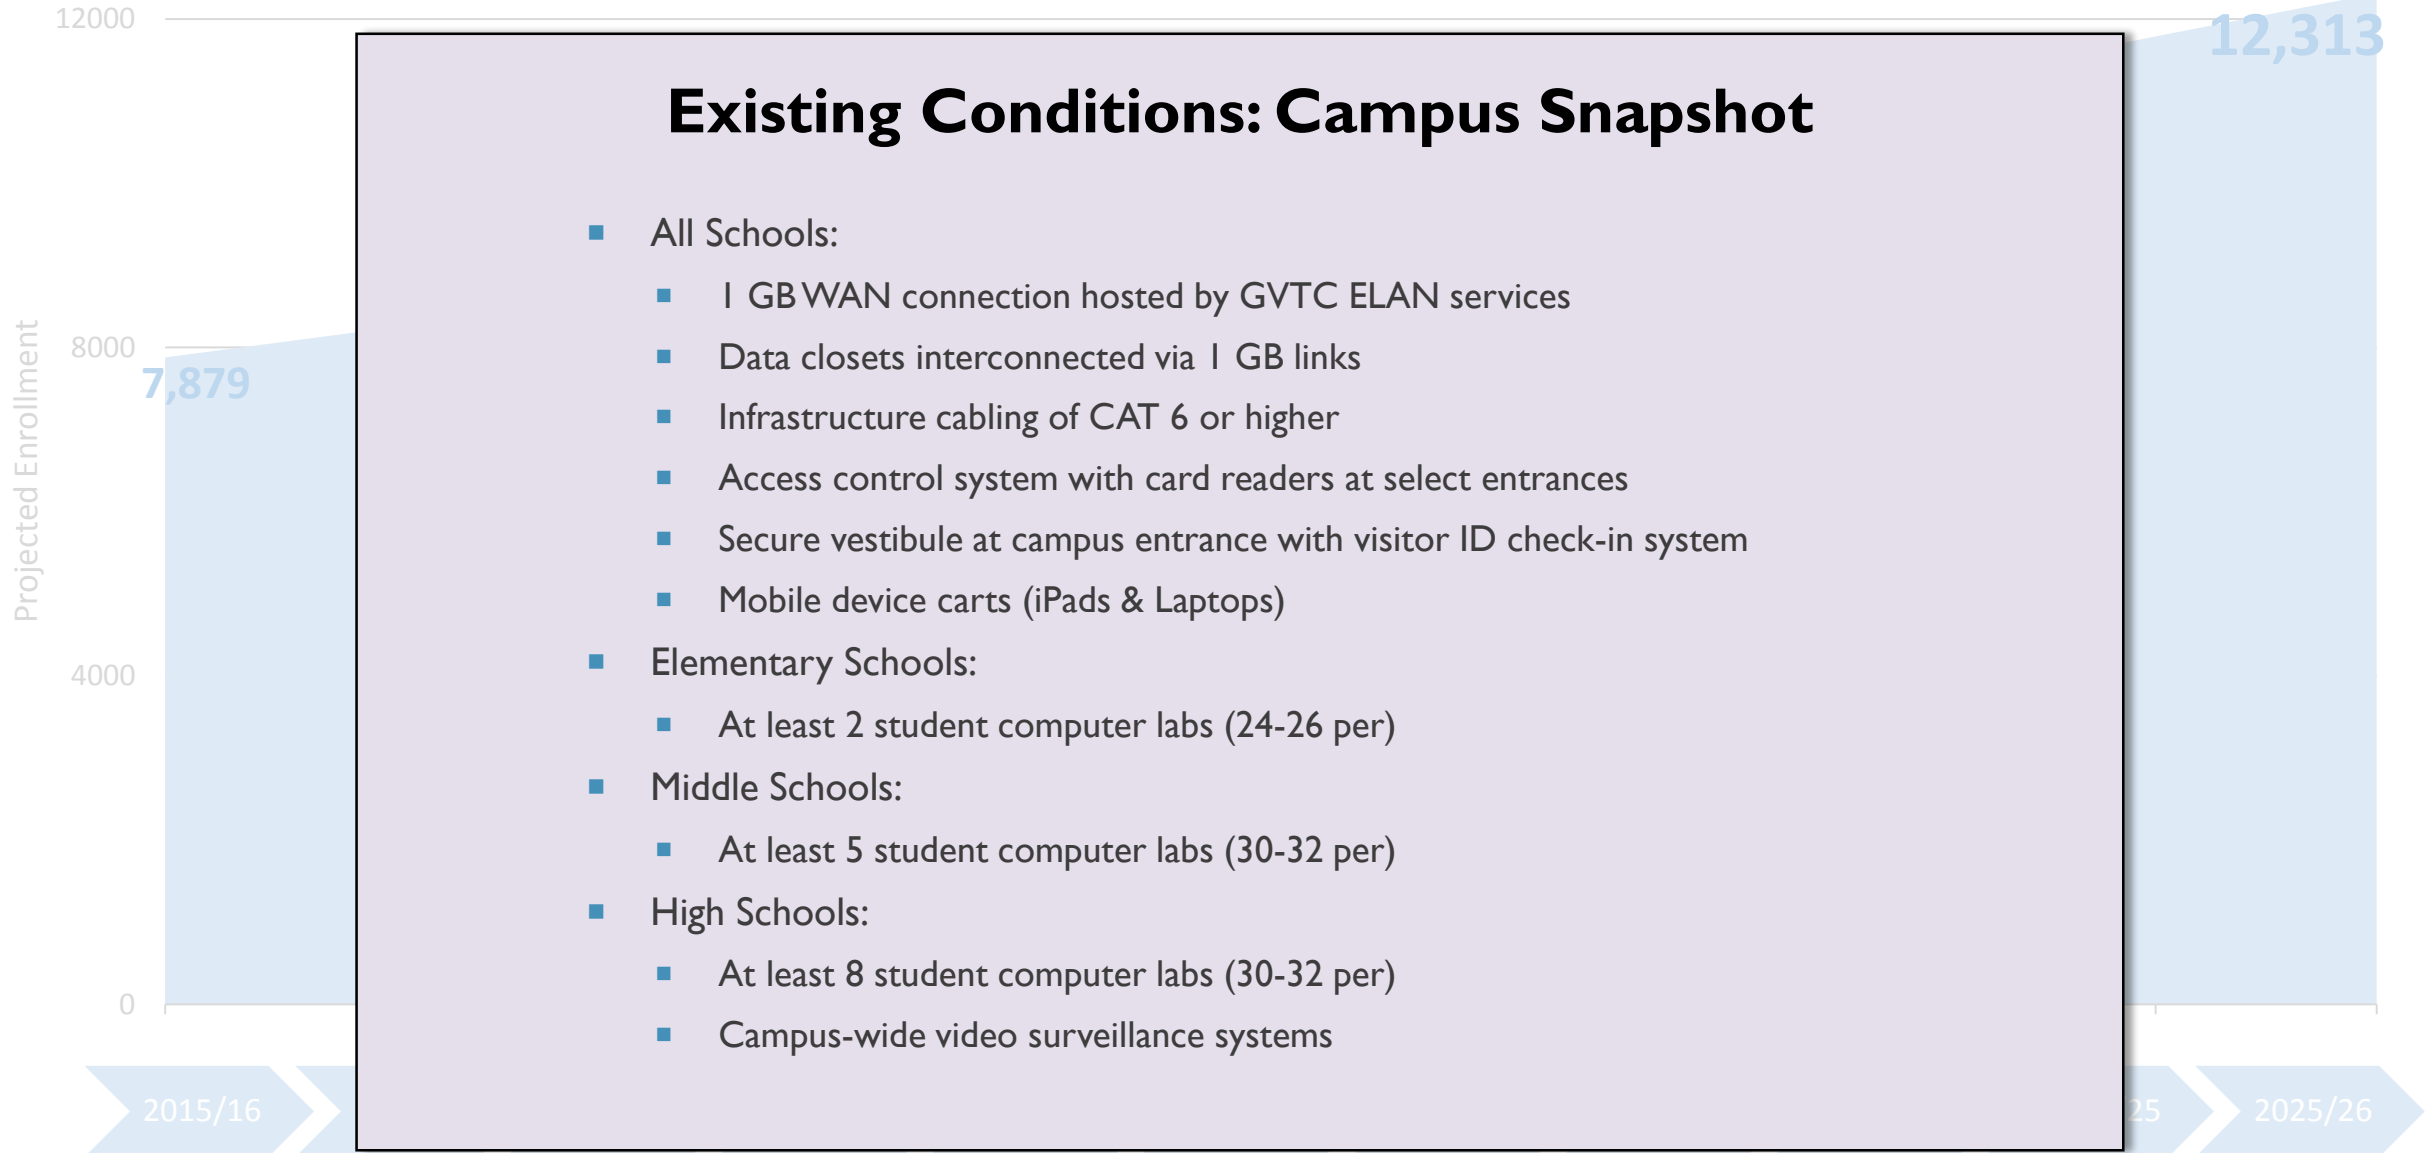 12000
12,313
Existing Conditions: Campus Snapshot
All Schools:
1 GB WAN connection hosted by GVTC ELAN services
8000
Data closets interconnected via 1 GB links
7,879
Infrastructure cabling of CAT 6 or higher
Projected Enrollment
Access control system with card readers at select entrances
Secure vestibule at campus entrance with visitor ID check-in system
Mobile device carts (iPads & Laptops)
4000
Elementary Schools:
At least 2 student computer labs (24-26 per)
Middle Schools:
At least 5 student computer labs (30-32 per)
High Schools:
At least 8 student computer labs (30-32 per)
0
Campus-wide video surveillance systems
2015/16
25
2025/26